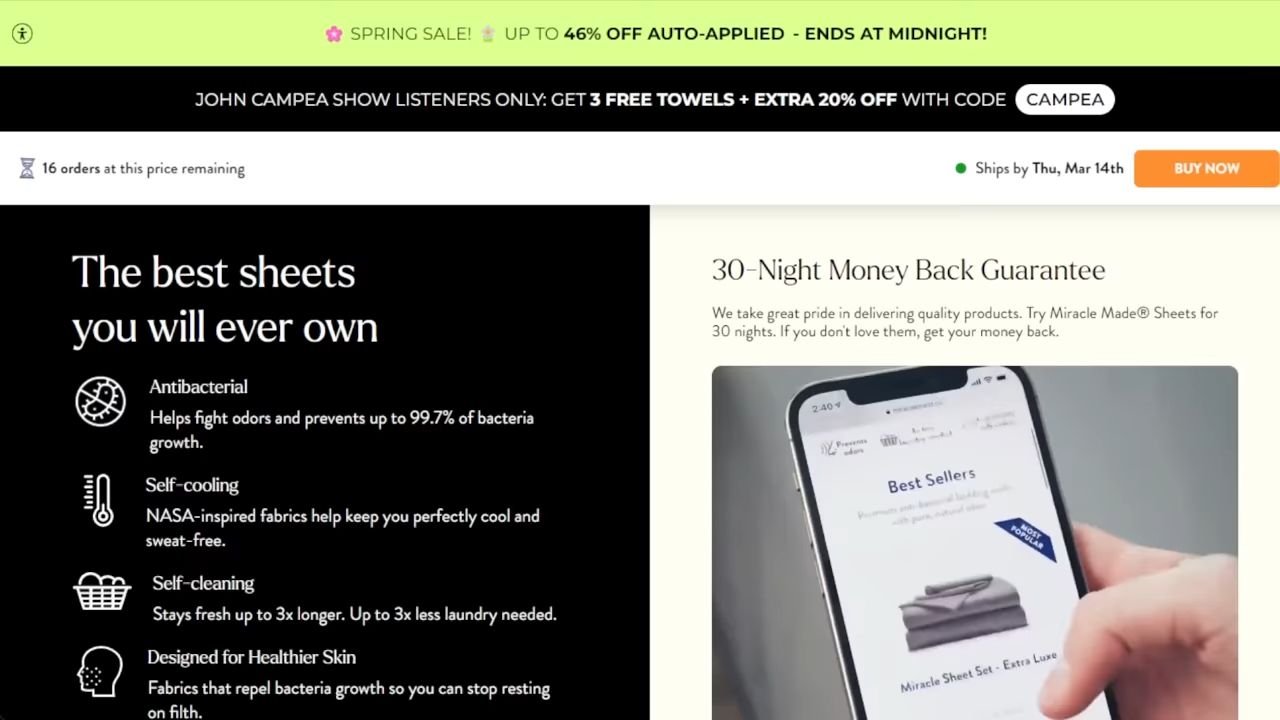 SPRING SALE! UP TO 46% OFF AUTO-APPLIED - ENDS AT MIDNIGHT!
JOHN CAMPEA SHOW LISTENERS ONLY: GET 3 FREE TOWELS + EXTRA 20% OFF WITH CODE CAMPEA
16 orders at this price remaining
Ships by Thu, Mar 14th
BUY NOW
The best sheets
you will ever own
Antibacterial
Helps fight odors and prevents up to 99.7% of bacteria
growth.
Self-cooling
NASA-inspired fabrics help keep you perfectly cool and
sweat-free.
Self-cleaning
Stays fresh up to 3x longer. Up to 3x less laundry needed.
Designed for Healthier Skin
Fabrics that repel bacteria growth so you can stop resting
on filth.
30-Night Money Back Guarantee
We take great pride in delivering quality products. Try Miracle Made® Sheets for
30 nights. If you don't love them, get your money back.
2:40
Prevents
odors
Best Sellers
MOST
POPULAR
Miracle Sheet Set - Extra Luxe